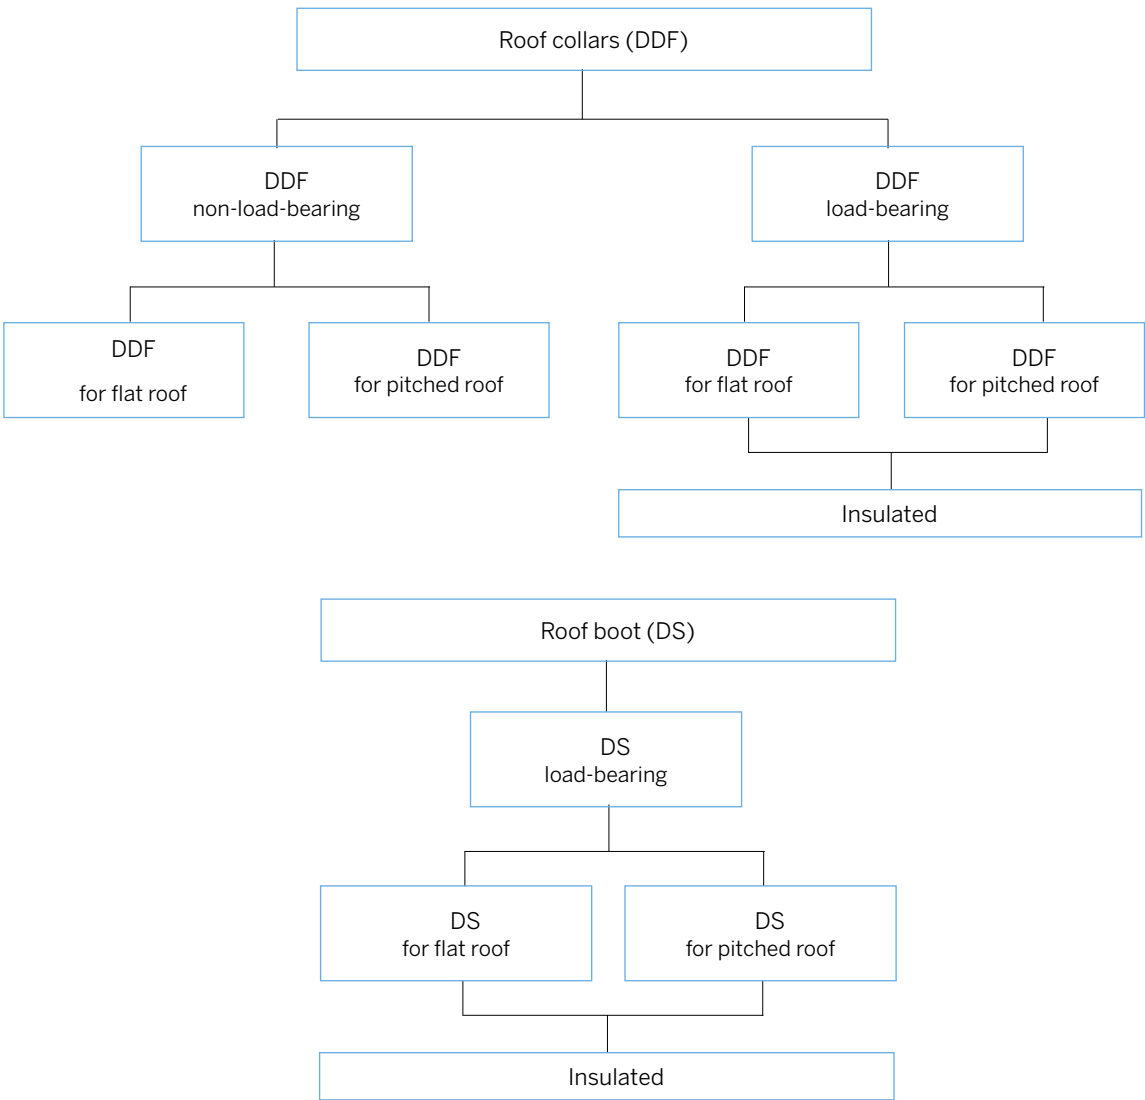 Roof collars (DDF)
DDF
non-load-bearing
DDF
load-bearing
DDF
for flat roof
DDF
for pitched roof
DDF
for flat roof
DDF
for pitched roof
Insulated
Roof boot (DS)
DS
load-bearing
DS
for flat roof
DS
for pitched roof
Insulated